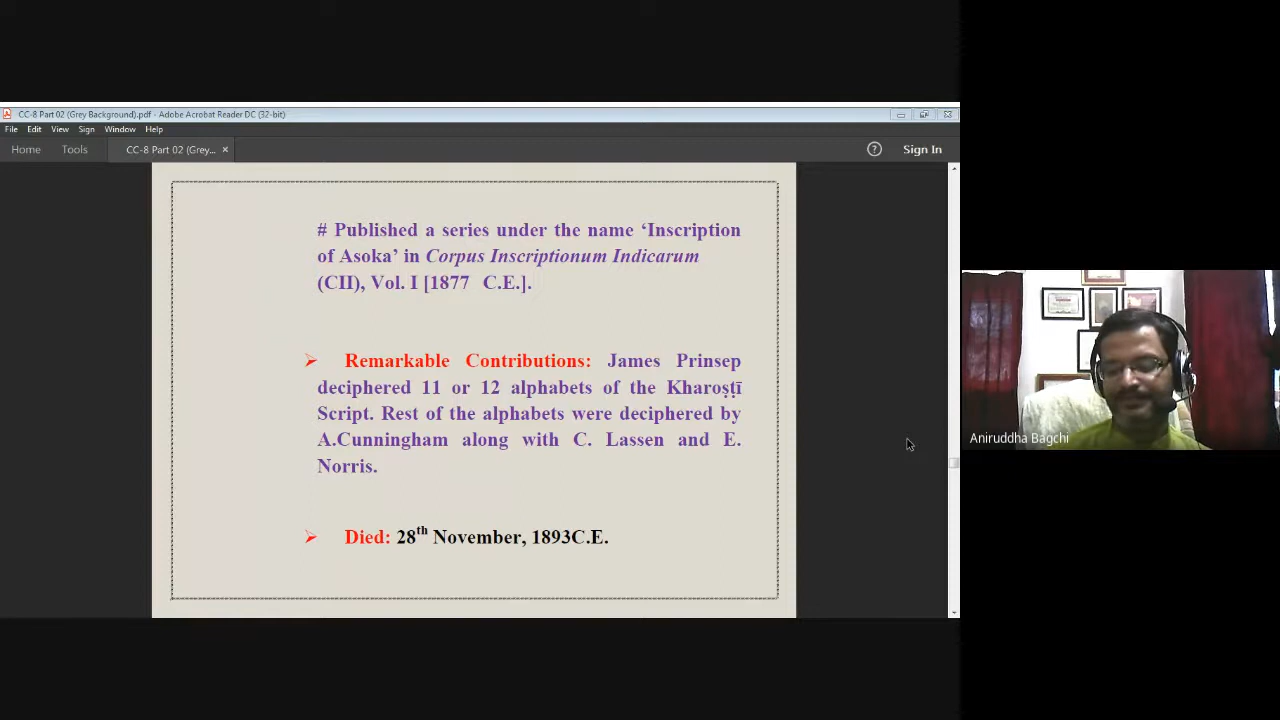 CC-8 Part 02 (Grey Background).pdf - Adobe Acrobat Reader DC (32-bit)
File Edit View Sign Window Help
Home Tools CC-8 Part 02 (Grey... × ? Sign In
# Published a series under the name ‘Inscription
of Asoka’ in Corpus Inscriptionum Indicarum
(CII), Vol. I [1877 C.E.].
➢ Remarkable Contributions: James Prinsep
deciphered 11 or 12 alphabets of the Kharoṣṭī
Script. Rest of the alphabets were deciphered by
A.Cunningham along with C. Lassen and E.
Norris.
➢ Died: 28th November, 1893C.E.
Aniruddha Bagchi